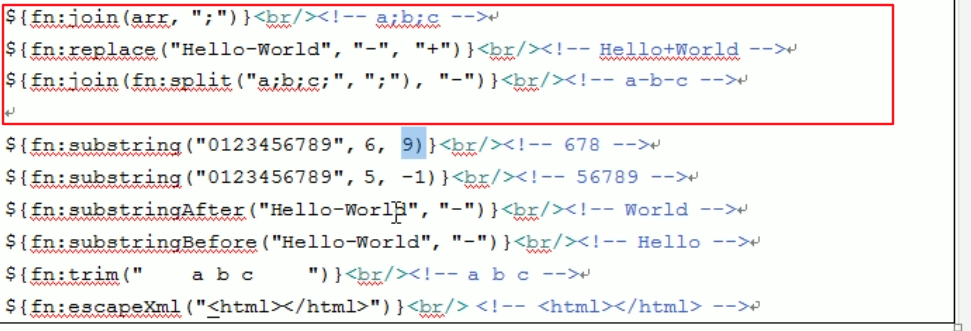 ${fn:join(arr, ";")}<br/><!-- a;b;c -->
${fn:replace("Hello-World", "-", "+")}<br/><!-- Hello+World -->
${fn:join(fn:split("a;b;c;", ";"), "-")}<br/><!-- a-b-c -->
${fn:substring("0123456789", 6, 9)}<br/><!-- 678 -->
${fn:substring("0123456789", 5, -1)}<br/><!-- 56789 -->
${fn:substringAfter("Hello-World", "-")}<br/><!-- World -->
${fn:substringBefore("Hello-World", "-")}<br/><!-- Hello -->
${fn:trim("    a b c    ")}<br/><!-- a b c -->
${fn:escapeXml("<html></html>")}<br/> <!-- <html></html> -->